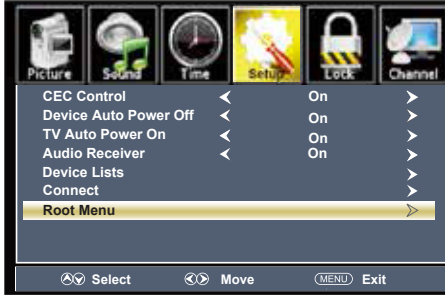 Picture Sound Time Setup Lock Channel
CEC Control On
Device Auto Power Off On
TV Auto Power On On
Audio Receiver On
Device Lists
Connect
Root Menu
Select Move MENU Exit